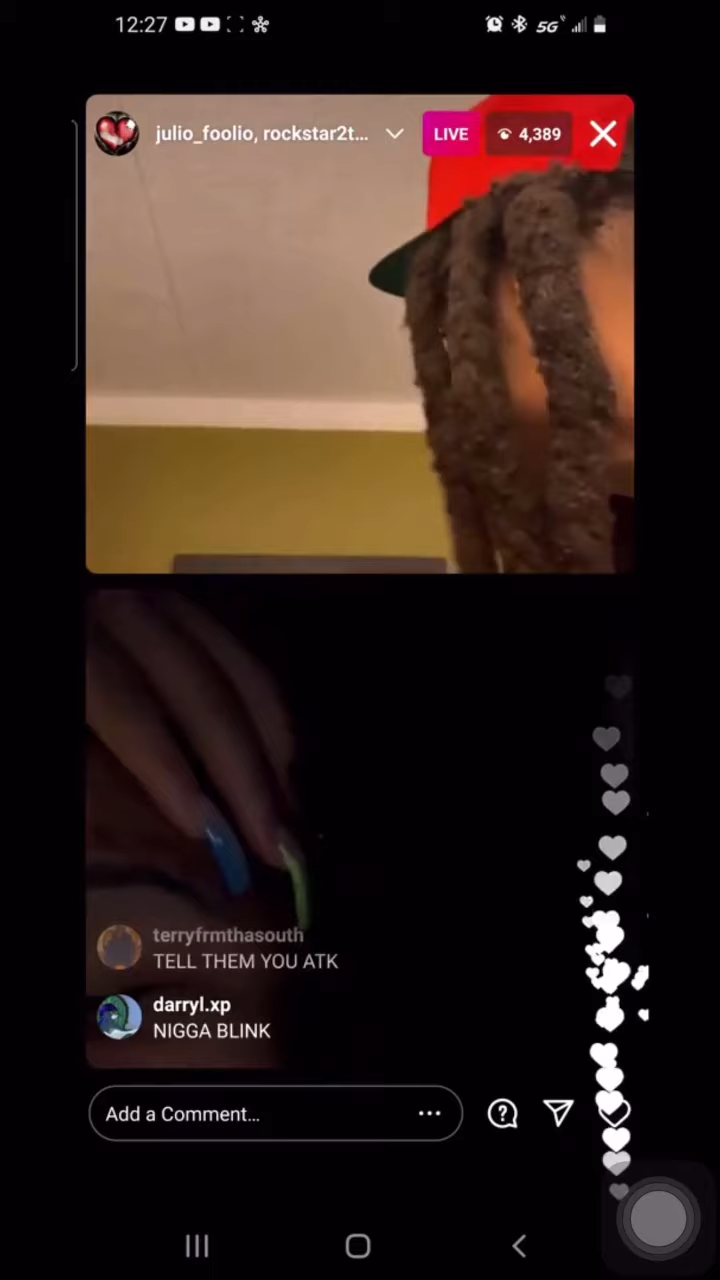 12:27
5G
julio_foolio, rockstar2t...
LIVE
4,389
terryfrmthasouth
TELL THEM YOU ATK
darryl.xp
NIGGA BLINK
Add a Comment...